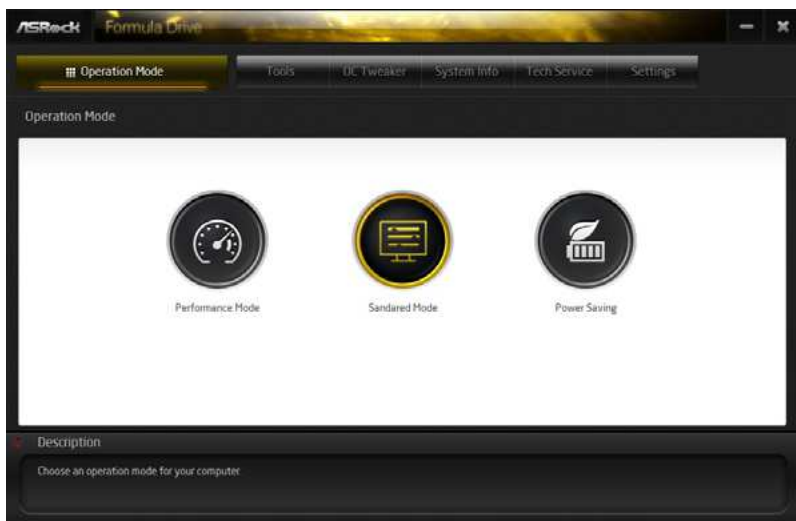 ASRock Formula Drive
Operation Mode Tools OC Tweaker System Info Tech Service Settings
Operation Mode
Performance Mode Sandared Mode Power Saving
Description
Choose an operation mode for your computer